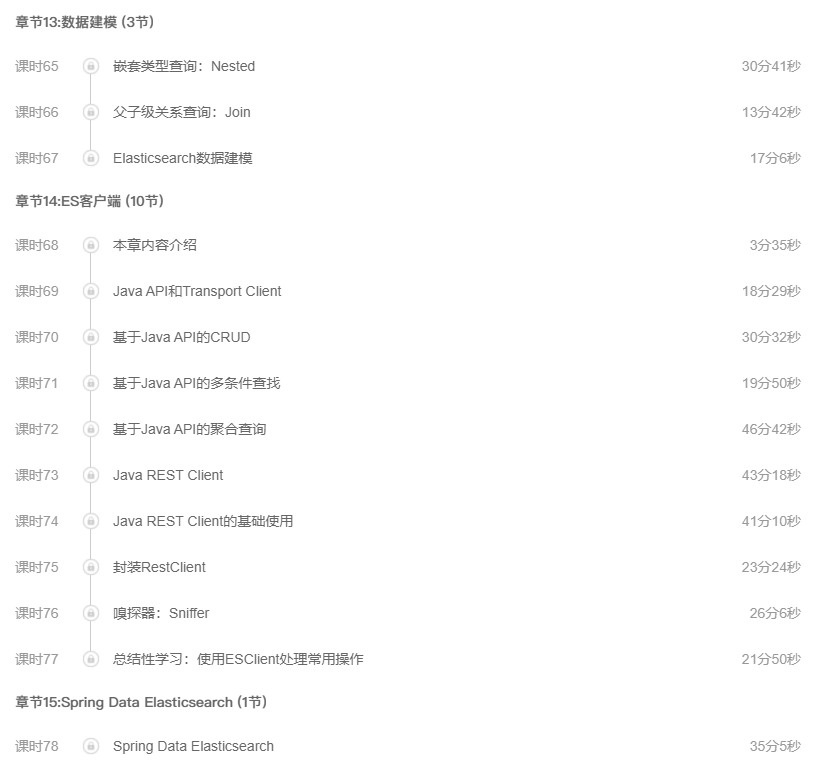 章节13:数据建模 (3节)
课时65 嵌套类型查询：Nested 30分41秒
课时66 父子级关系查询：Join 13分42秒
课时67 Elasticsearch数据建模 17分6秒
章节14:ES客户端 (10节)
课时68 本章内容介绍 3分35秒
课时69 Java API和Transport Client 18分29秒
课时70 基于Java API的CRUD 30分32秒
课时71 基于Java API的多条件查找 19分50秒
课时72 基于Java API的聚合查询 46分42秒
课时73 Java REST Client 43分18秒
课时74 Java REST Client的基础使用 41分10秒
课时75 封装RestClient 23分24秒
课时76 嗅探器：Sniffer 26分6秒
课时77 总结性学习：使用ESClient处理常用操作 21分50秒
章节15:Spring Data Elasticsearch (1节)
课时78 Spring Data Elasticsearch 35分5秒